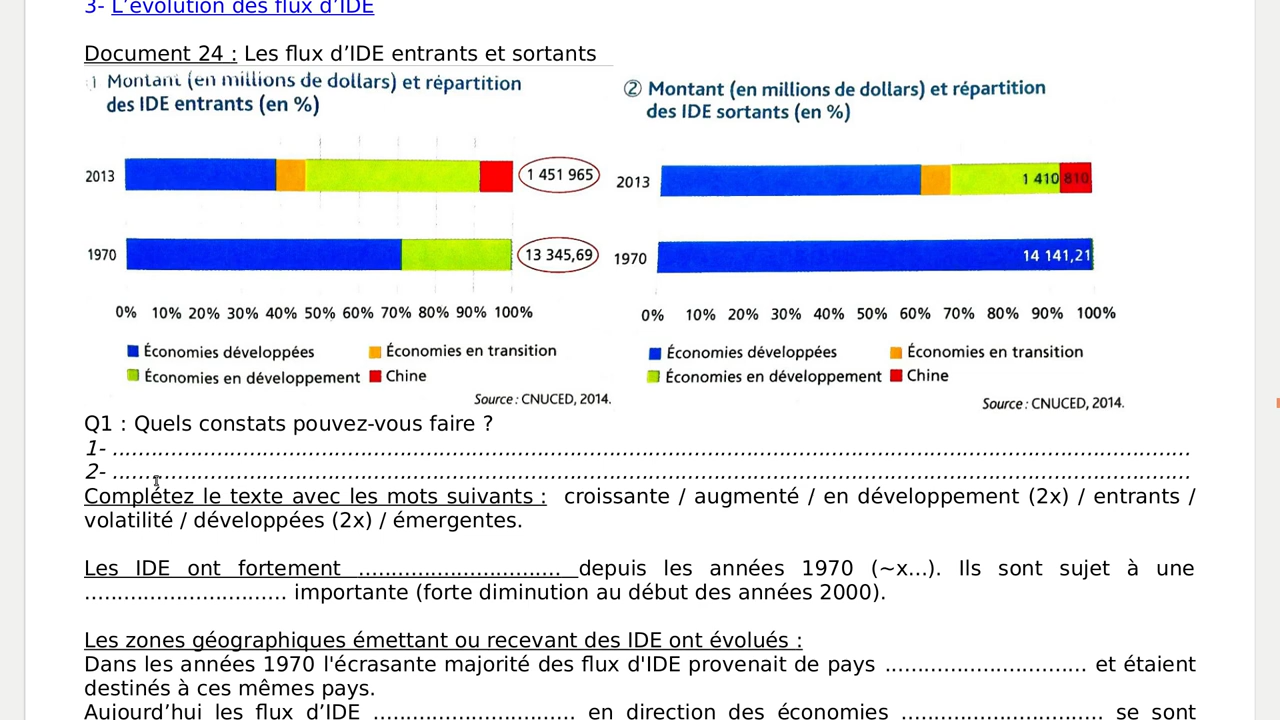 3- L’évolution des flux d’IDE
Document 24 : Les flux d’IDE entrants et sortants
Montant (en millions de dollars) et répartition
des IDE entrants (en %)
2013
1 451 965
1970
13 345,69
0% 10% 20% 30% 40% 50% 60% 70% 80% 90% 100%
Économies développées
Économies en transition
Économies en développement
Chine
Source : CNUCED, 2014.
② Montant (en millions de dollars) et répartition
des IDE sortants (en %)
2013
1 410 810
1970
14 141,21
0% 10% 20% 30% 40% 50% 60% 70% 80% 90% 100%
Économies développées
Économies en transition
Économies en développement
Chine
Source : CNUCED, 2014.
Q1 : Quels constats pouvez-vous faire ?
1- ................................................................................
2- ................................................................................
Complétez le texte avec les mots suivants : croissante / augmenté / en développement (2x) / entrants /
volatilité / développées (2x) / émergentes.
Les IDE ont fortement ............................... depuis les années 1970 (~x...). Ils sont sujet à une
............................... importante (forte diminution au début des années 2000).
Les zones géographiques émettant ou recevant des IDE ont évolués :
Dans les années 1970 l'écrasante majorité des flux d'IDE provenait de pays ............................... et étaient
destinés à ces mêmes pays.
Aujourd’hui les flux d’IDE ............................... en direction des économies ............................... se sont